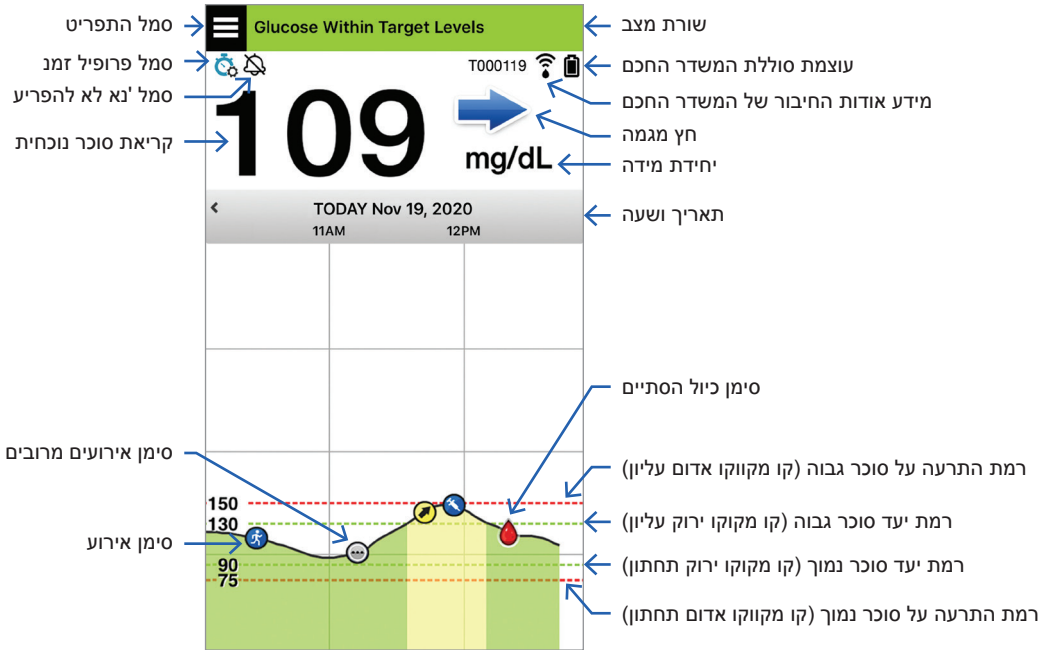 סמל התפריט
Glucose Within Target Levels
שורת מצב
סמל פרופיל זמנ
T000119
עוצמת סוללת המשדר החכם
סמל 'נא לא להפריע
מידע אודות החיבור של המשדר החכם
109
חץ מגמה
קריאת סוכר נוכחית
mg/dL
יחידת מידה
TODAY Nov 19, 2020
תאריך ושעה
11AM
12PM
סימן כיול הסתיים
סימן אירועים מרובים
רמת התרעה על סוכר גבוה (קו מקווקו אדום עליון)
150
130
רמת יעד סוכר גבוה (קו מקוקו ירוק עליון)
סימן אירוע
90
רמת יעד סוכר נמוך (קו מקוקו ירוק תחתון)
75
רמת התרעה על סוכר נמוך (קו מקווקו אדום תחתון)